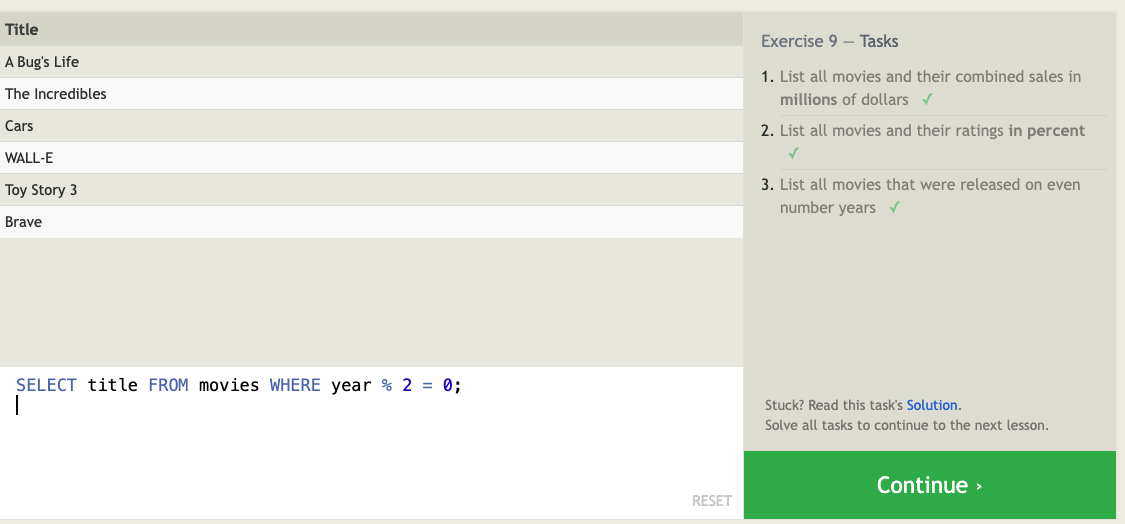 Title
A Bug's Life
The Incredibles
Cars
WALL-E
Toy Story 3
Brave
SELECT title FROM movies WHERE year % 2 = 0;
RESET
Exercise 9 — Tasks
1. List all movies and their combined sales in
millions of dollars ✓
2. List all movies and their ratings in percent
✓
3. List all movies that were released on even
number years ✓
Stuck? Read this task's Solution.
Solve all tasks to continue to the next lesson.
Continue ›